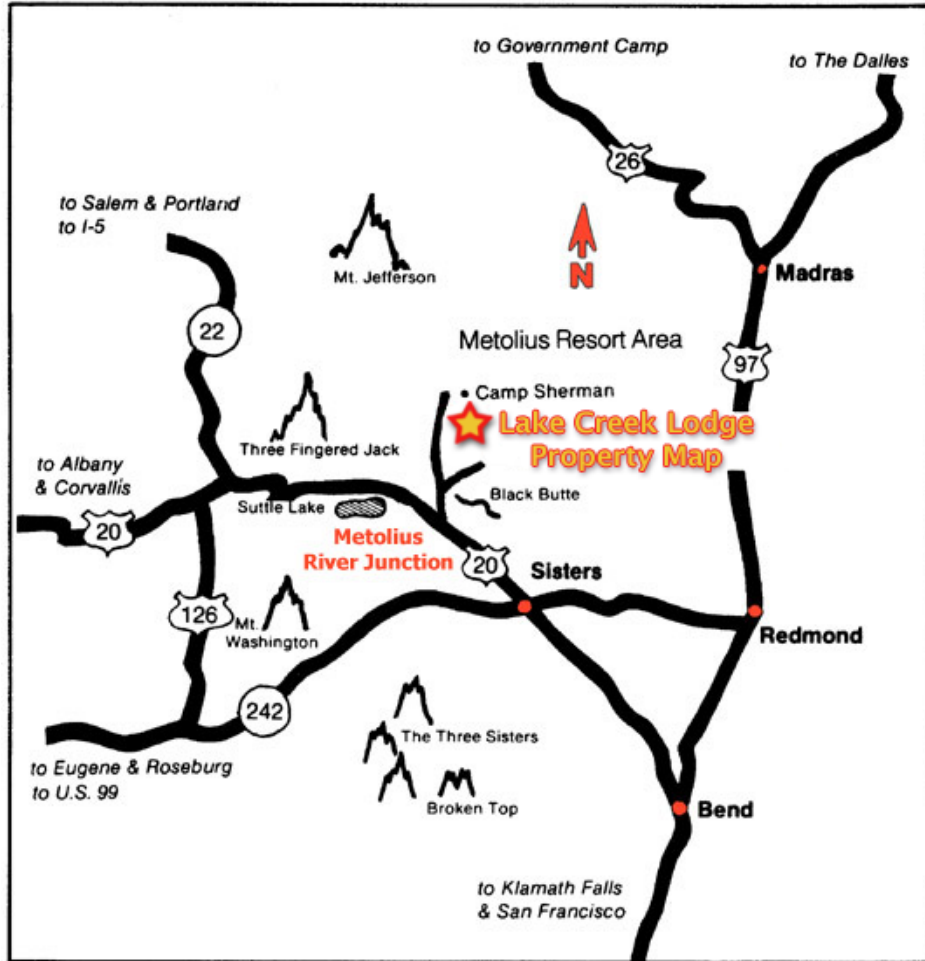 to Government Camp
to The Dalles
26
to Salem & Portland
to I-5
Mt. Jefferson
N
Madras
22
Metolius Resort Area
97
Camp Sherman
Lake Creek Lodge
Property Map
Three Fingered Jack
to Albany
& Corvallis
Suttle Lake
Black Butte
20
Metolius
River Junction
20
Sisters
126
Mt.
Washington
Redmond
242
The Three Sisters
to Eugene & Roseburg
to U.S. 99
Broken Top
Bend
to Klamath Falls
& San Francisco